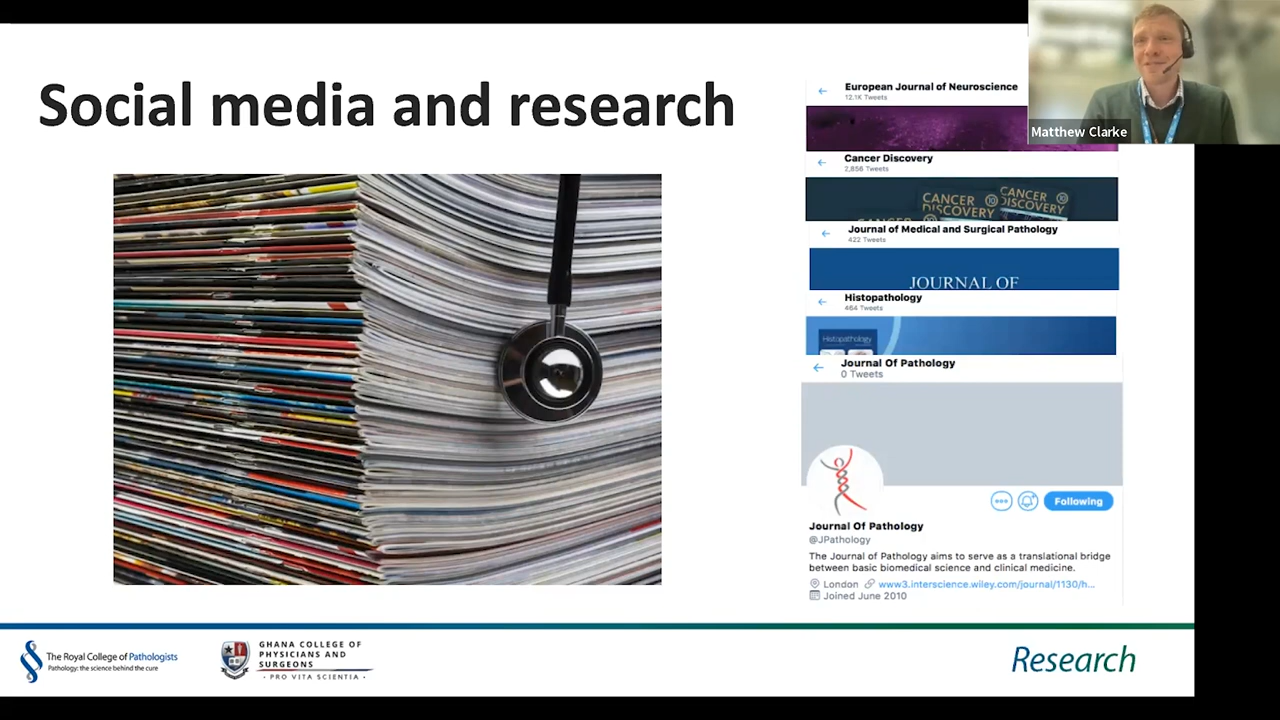 Social media and research
European Journal of Neuroscience
12.1K Tweets
Matthew Clarke
Cancer Discovery
2,856 Tweets
CANCER
DISCOVERY
CANCER
DISCOVERY
Journal of Medical and Surgical Pathology
422 Tweets
JOURNAL OF
Histopathology
464 Tweets
Histopathology
Journal Of Pathology
0 Tweets
Following
Journal Of Pathology
@JPathology
The Journal of Pathology aims to serve as a translational bridge
between basic biomedical science and clinical medicine.
London www3.interscience.wiley.com/journal/1130/h...
Joined June 2010
The Royal College of Pathologists
Pathology: the science behind the cure
GHANA COLLEGE OF
PHYSICIANS AND
SURGEONS
· PRO VITA SCIENTIA ·
Research